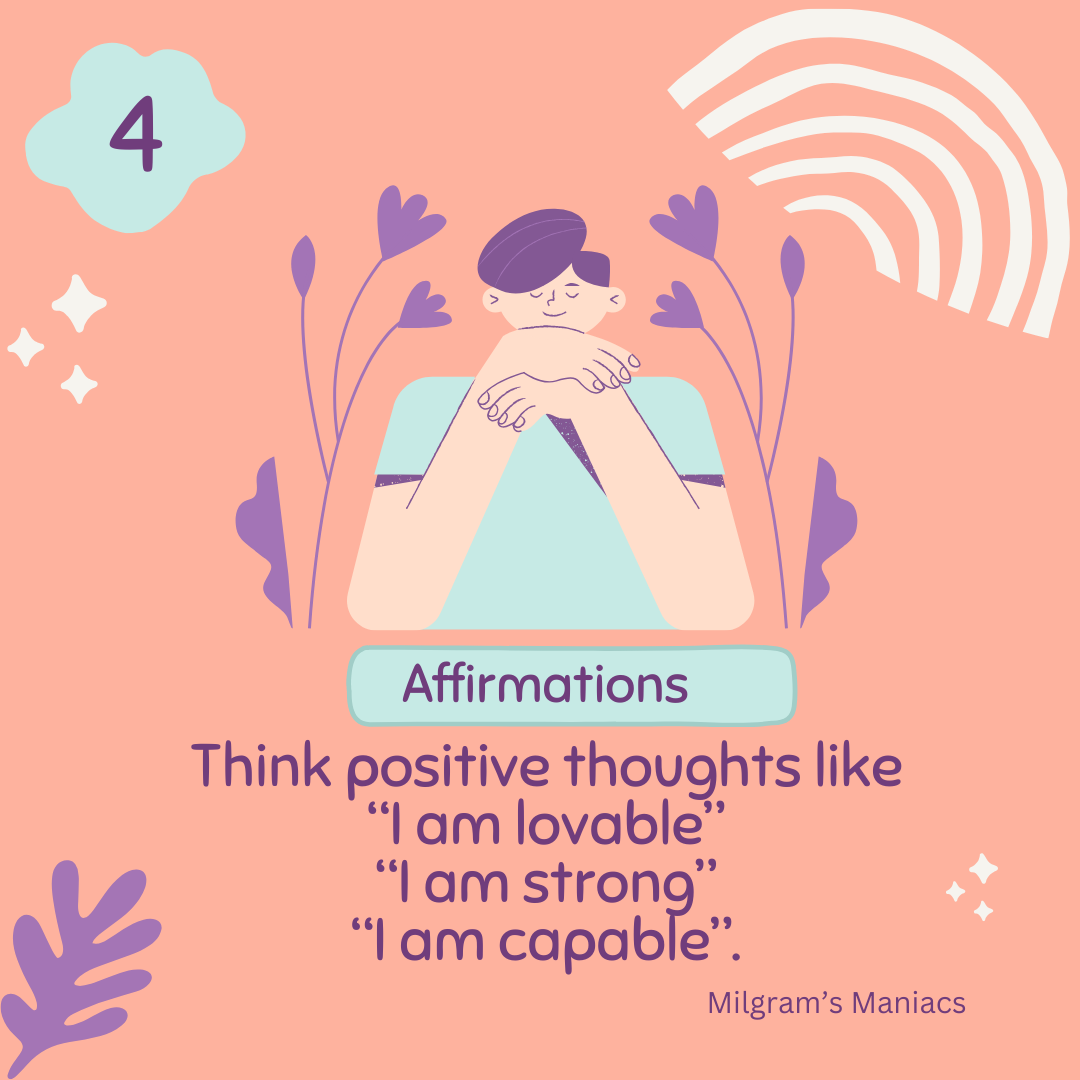 4
Affirmations
Think positive thoughts like
“I am lovable”
“I am strong”
“I am capable”.
Milgram’s Maniacs